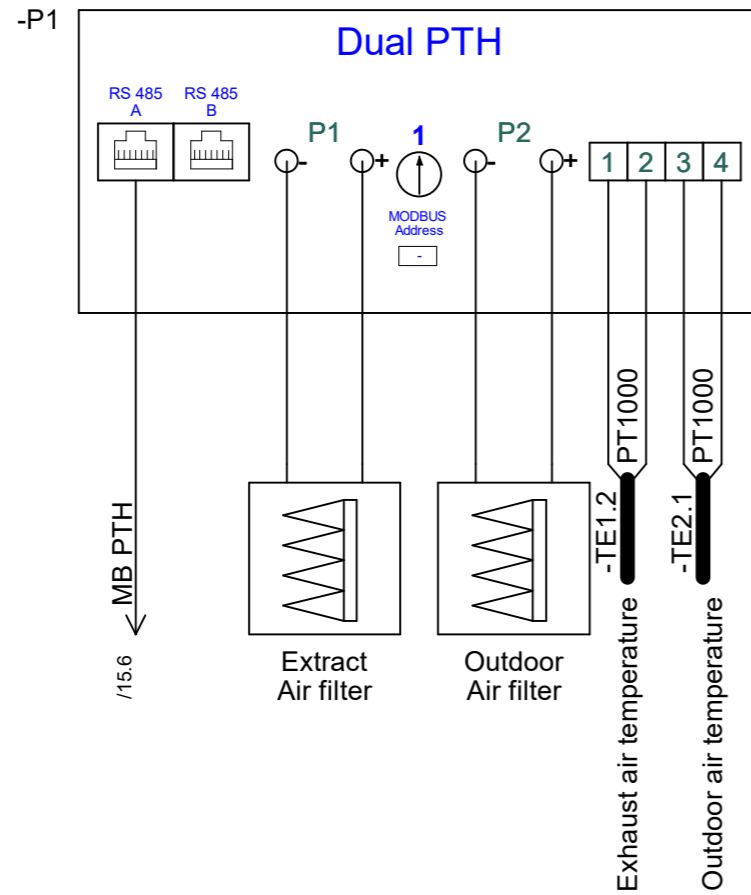 -P1
Dual PTH
RS 485
A
RS 485
B
P1
1
P2
-
+
-
+
1
2
3
4
MODBUS
Address
-
MB PTH
/15.6
Extract
Air filter
Outdoor
Air filter
-TE1.2
PT1000
-TE2.1
PT1000
Exhaust air temperature
Outdoor air temperature